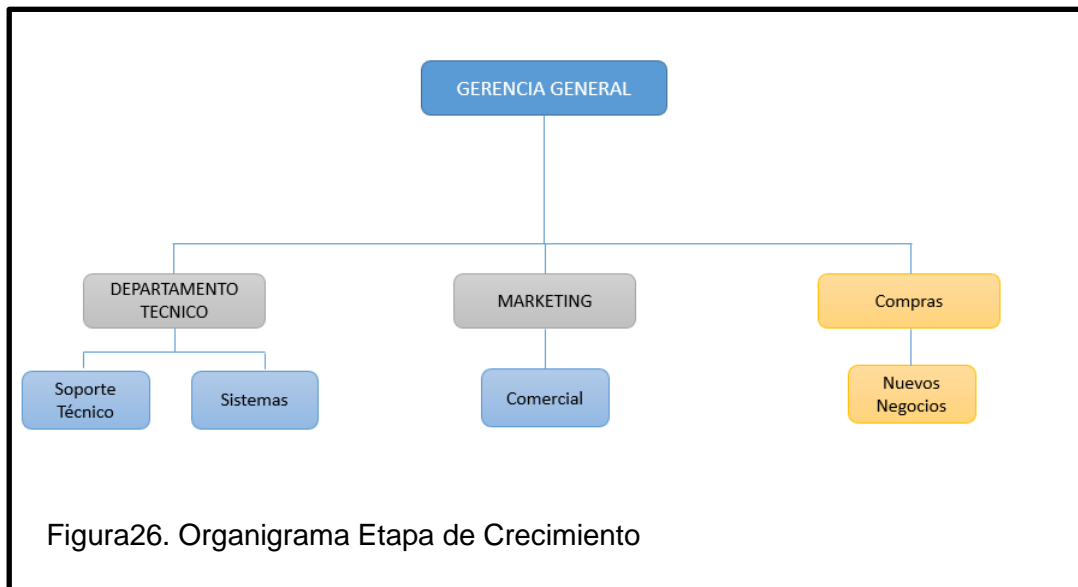 GERENCIA GENERAL
DEPARTAMENTO
TECNICO
MARKETING
Compras
Soporte
Técnico
Sistemas
Comercial
Nuevos
Negocios
Figura26. Organigrama Etapa de Crecimiento